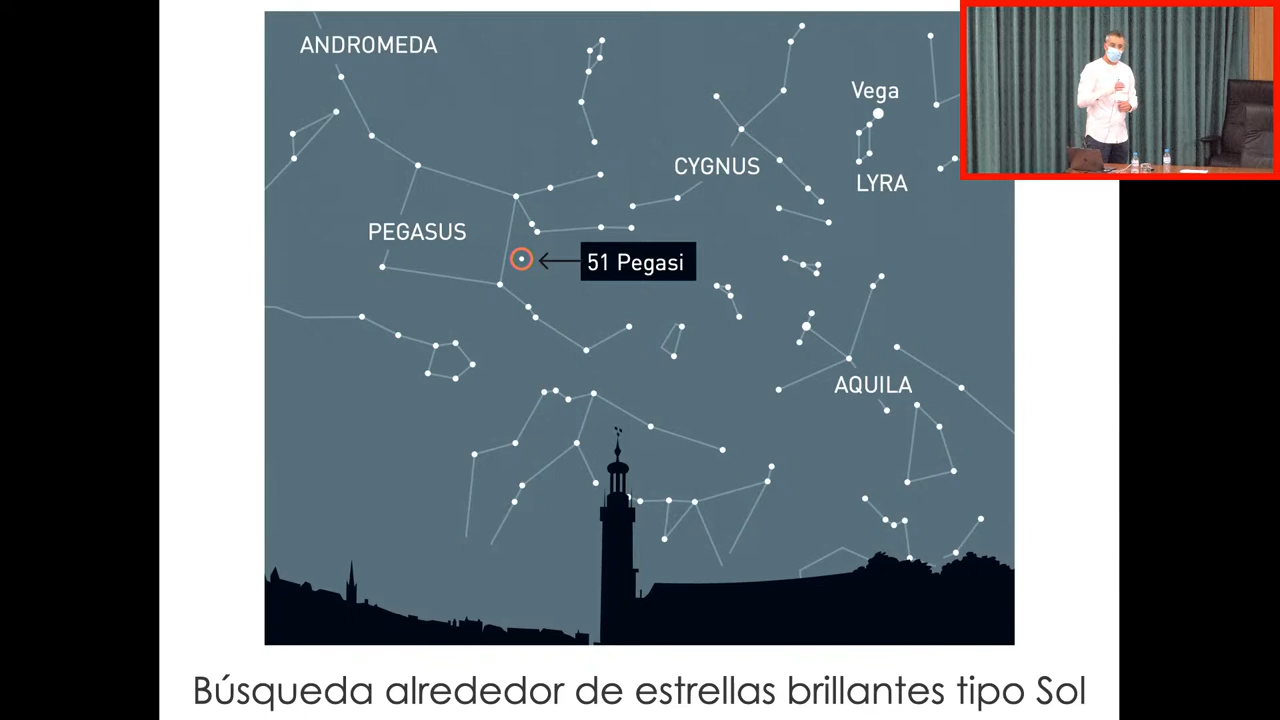 ANDROMEDA
Vega
CYGNUS
LYRA
PEGASUS
51 Pegasi
AQUILA
Búsqueda alrededor de estrellas brillantes tipo Sol